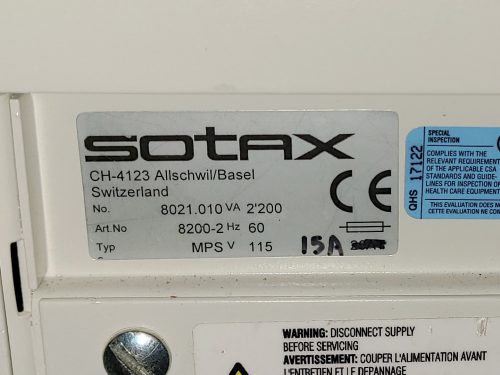 sotax
CH-4123 Allschwil/Basel
Switzerland
CE
No. 8021.010 VA 2'200
Art.No 8200-2 Hz 60
Typ MPS V 115 15A
SPECIAL
INSPECTION
COMPLIES WITH THE
RELEVANT REQUIREMENT
OF THE APPLICABLE CSA
STANDARDS AND GUIDE-
LINES FOR INSPECTION OF
HEALTH CARE EQUIPMENT
THIS EVALUATION DOES NOT
CETTE EVALUATION NE CON
QHS 17122
WARNING: DISCONNECT SUPPLY
BEFORE SERVICING
AVERTISSEMENT: COUPER L'ALIMENTATION AVANT
L'ENTRETIEN ET LE DEPANNAGE